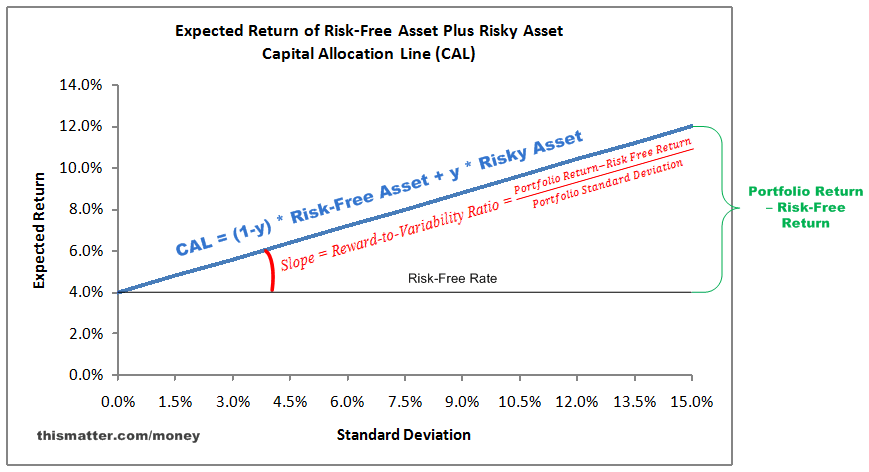 Expected Return of Risk-Free Asset Plus Risky Asset
Capital Allocation Line (CAL)
14.0%
12.0%
10.0%
8.0%
6.0%
4.0%
2.0%
0.0%
Expected Return
CAL = (1-y) * Risk-Free Asset + y * Risky Asset
Slope = Reward-to-Variability Ratio = Portfolio Return−Risk Free Return
Portfolio Standard Deviation
Risk-Free Rate
Portfolio Return
– Risk-Free
Return
0.0% 1.5% 3.0% 4.5% 6.0% 7.5% 9.0% 10.5% 12.0% 13.5% 15.0%
thismatter.com/money
Standard Deviation